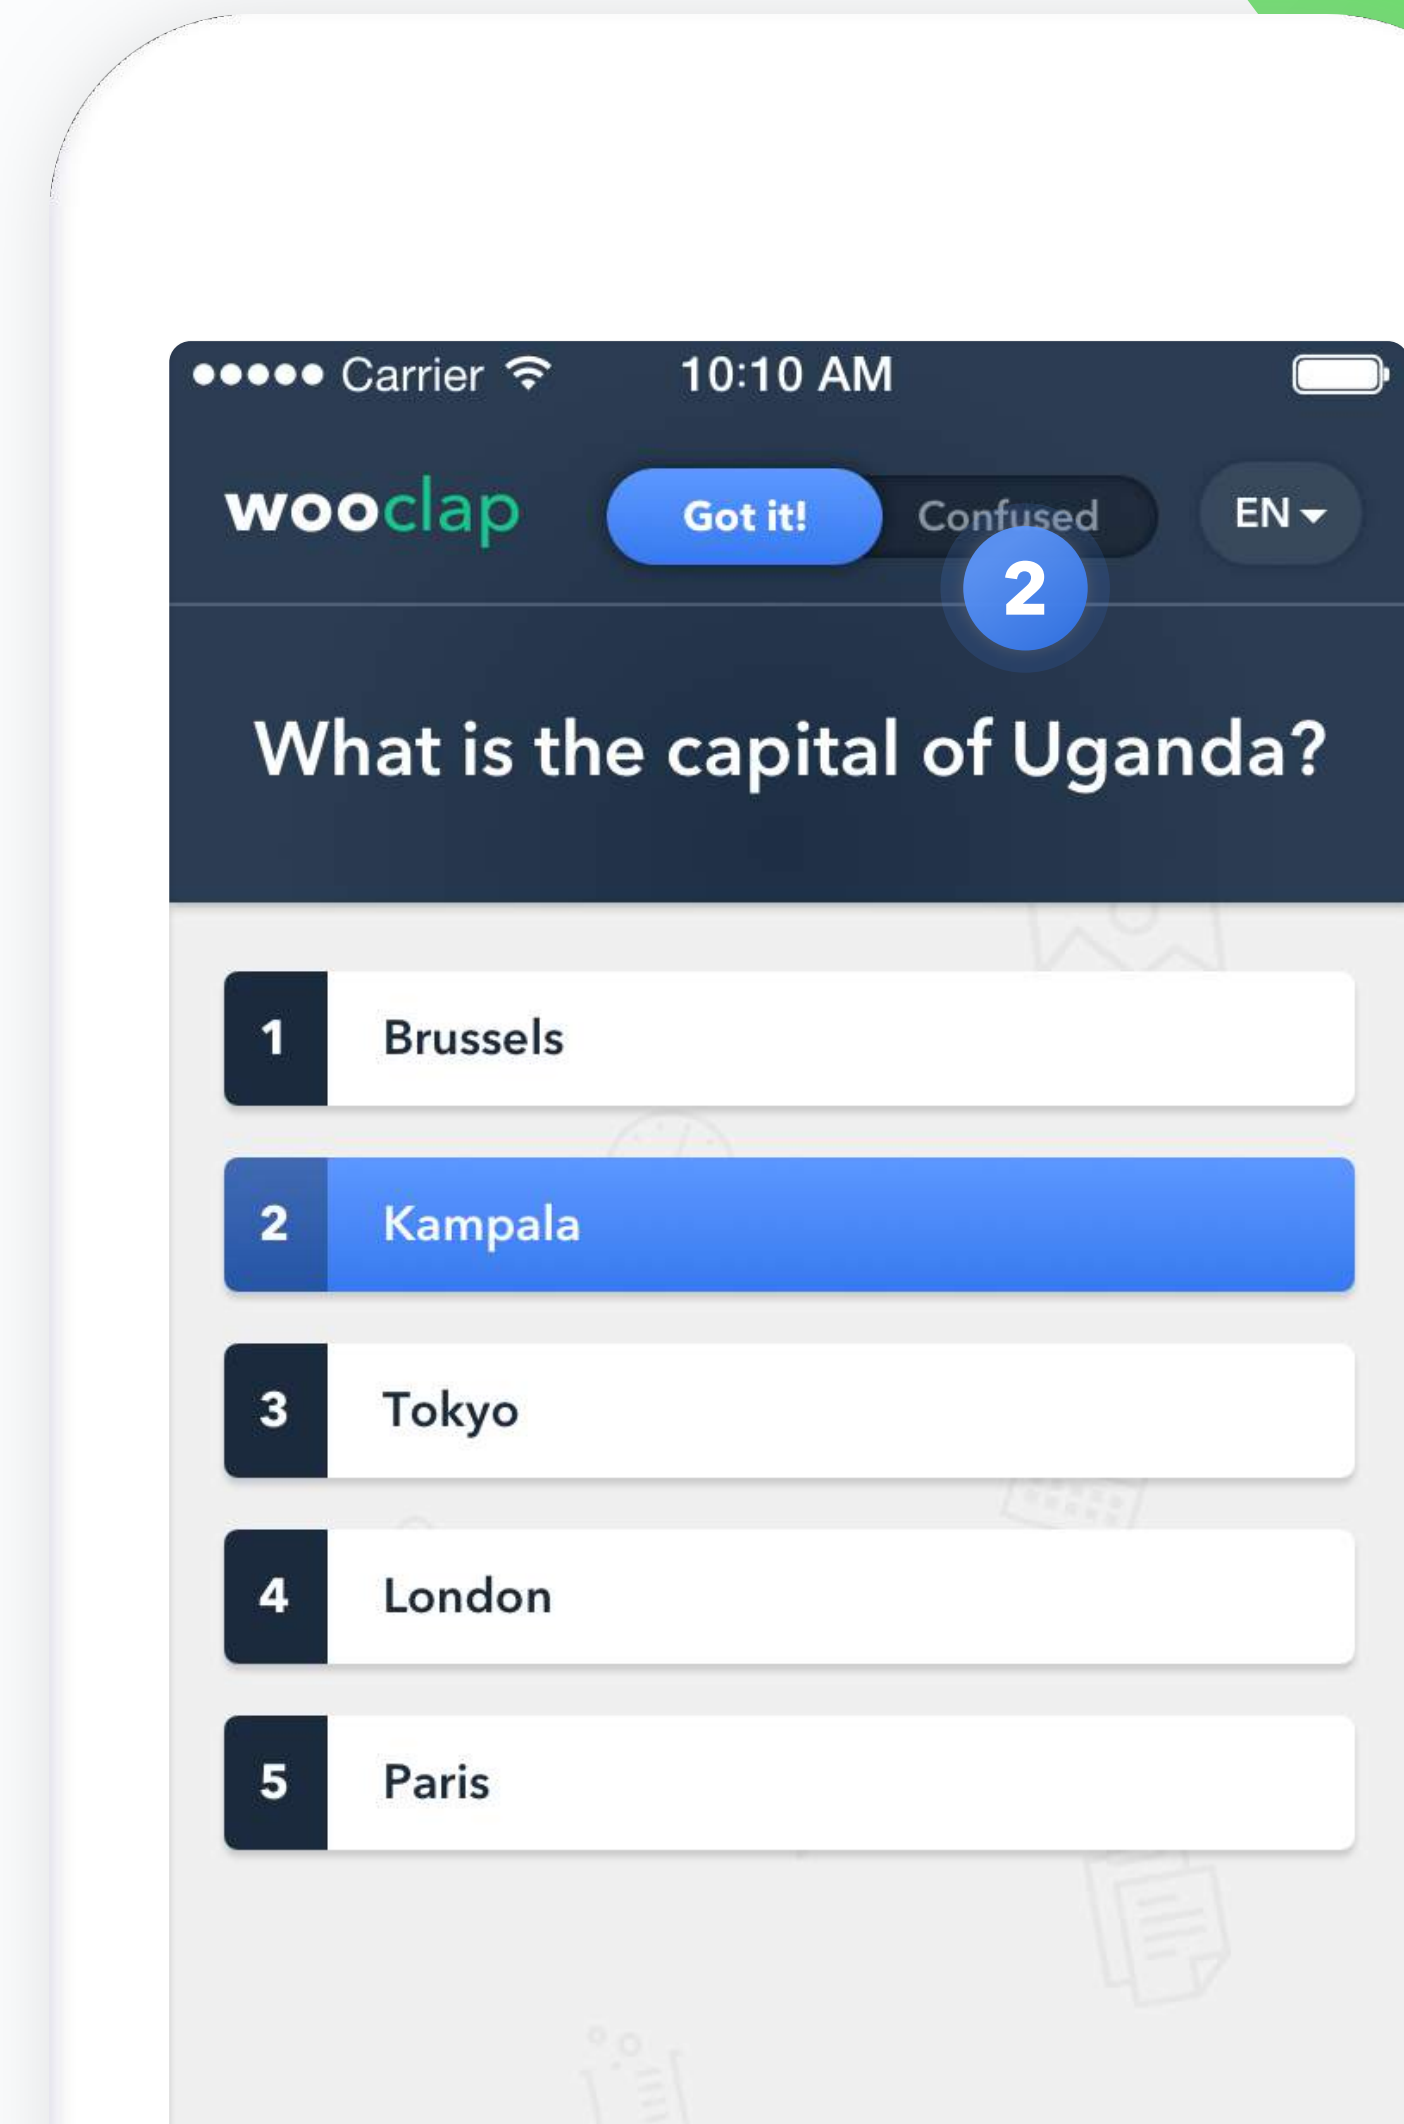 Carrier 10:10 AM
wooclap Got it! Confused EN
2
What is the capital of Uganda?
1 Brussels
2 Kampala
3 Tokyo
4 London
5 Paris